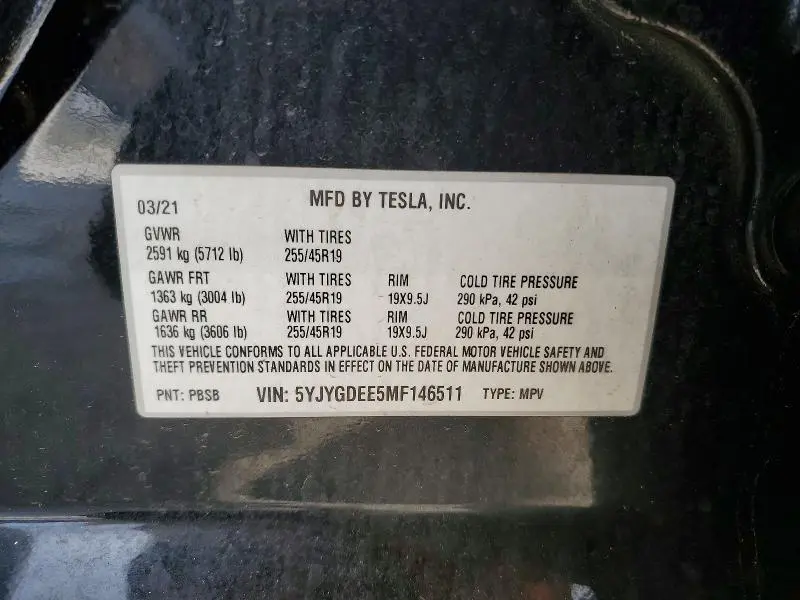 03/21 MFD BY TESLA, INC.
GVWR WITH TIRES
2591 kg (5712 lb) 255/45R19
GAWR FRT WITH TIRES RIM COLD TIRE PRESSURE
1363 kg (3004 lb) 255/45R19 19X9.5J 290 kPa, 42 psi
GAWR RR WITH TIRES RIM COLD TIRE PRESSURE
1636 kg (3606 lb) 255/45R19 19X9.5J 290 kPa, 42 psi
THIS VEHICLE CONFORMS TO ALL APPLICABLE U.S. FEDERAL MOTOR VEHICLE SAFETY AND
THEFT PREVENTION STANDARDS IN EFFECT ON THE DATE OF MANUFACTURE SHOWN ABOVE.
PNT: PBSB VIN: 5YJYGDEE5MF146511 TYPE: MPV